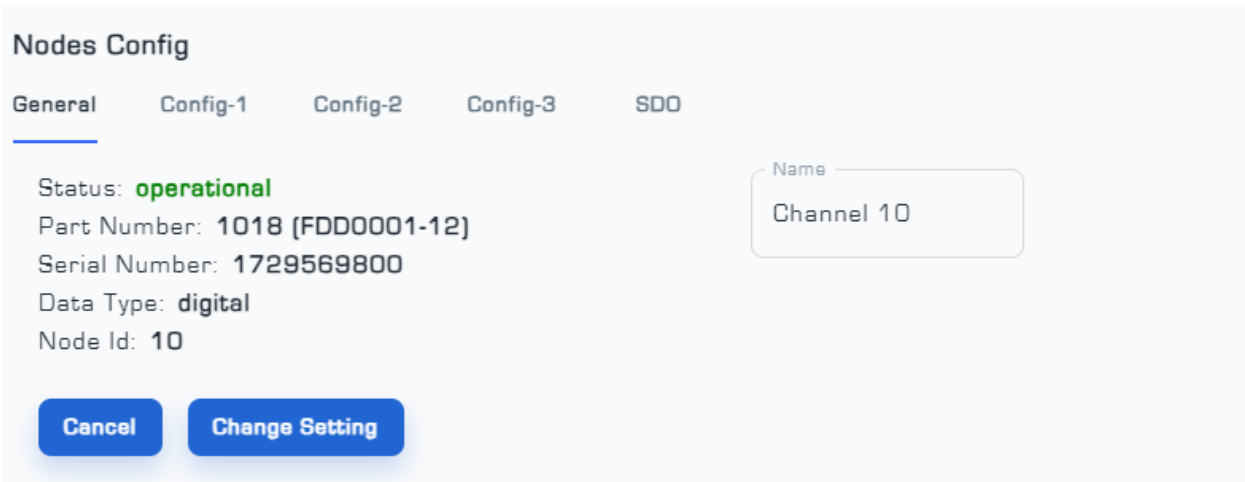 Nodes Config
General Config-1 Config-2 Config-3 SDO
Status: operational
Part Number: 1018 (FDD0001-12)
Serial Number: 1729569800
Data Type: digital
Node Id: 10
Name
Channel 10
Cancel Change Setting